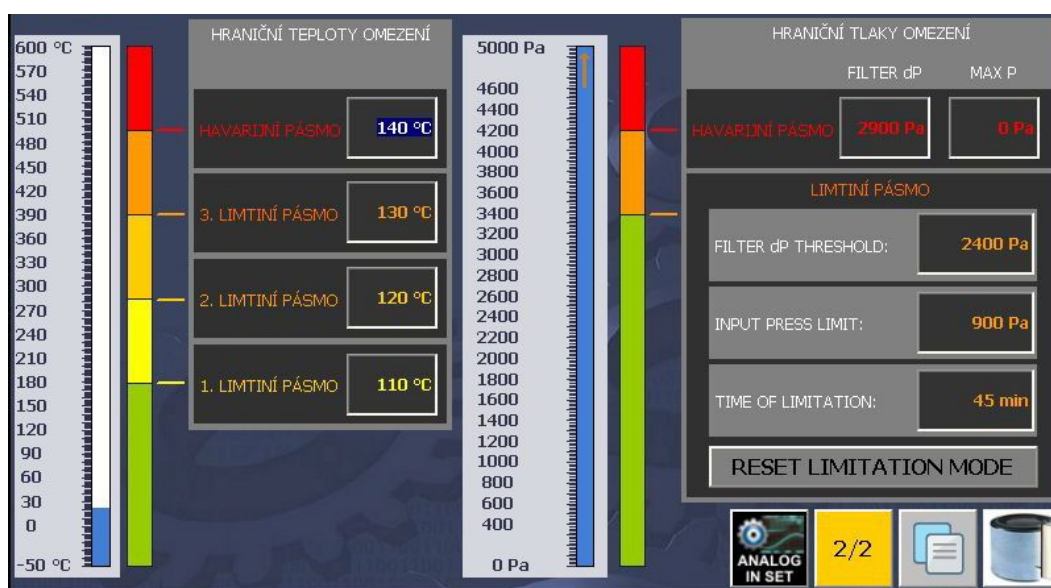 600 °C
570
540
510
480
450
420
390
360
330
300
270
240
210
180
150
120
90
60
30
0
-50 °C
HRANIČNÍ TEPLOTY OMEZENÍ
HAVARIJNÍ PÁSMO 140 °C
3. LIMTINÍ PÁSMO 130 °C
2. LIMTINÍ PÁSMO 120 °C
1. LIMTINÍ PÁSMO 110 °C
5000 Pa
4600
4400
4200
4000
3800
3600
3400
3200
3000
2800
2600
2400
2200
2000
1800
1600
1400
1200
1000
800
600
400
0 Pa
HRANIČNÍ TLAKY OMEZENÍ
FILTER dP MAX P
HAVARIJNÍ PÁSMO 2900 Pa 0 Pa
LIMTINÍ PÁSMO
FILTER dP THRESHOLD: 2400 Pa
INPUT PRESS LIMIT: 900 Pa
TIME OF LIMITATION: 45 min
RESET LIMITATION MODE
ANALOG
IN SET
2/2